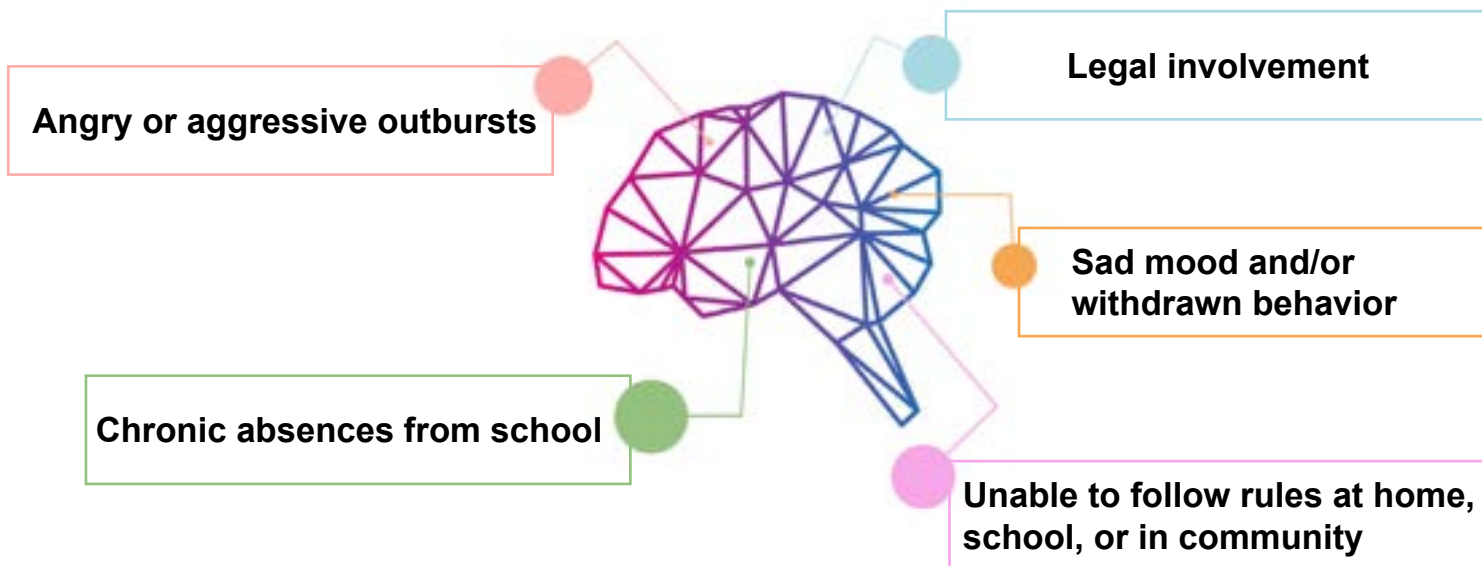 Legal involvement
Angry or aggressive outbursts
Sad mood and/or
withdrawn behavior
Chronic absences from school
Unable to follow rules at home,
school, or in community